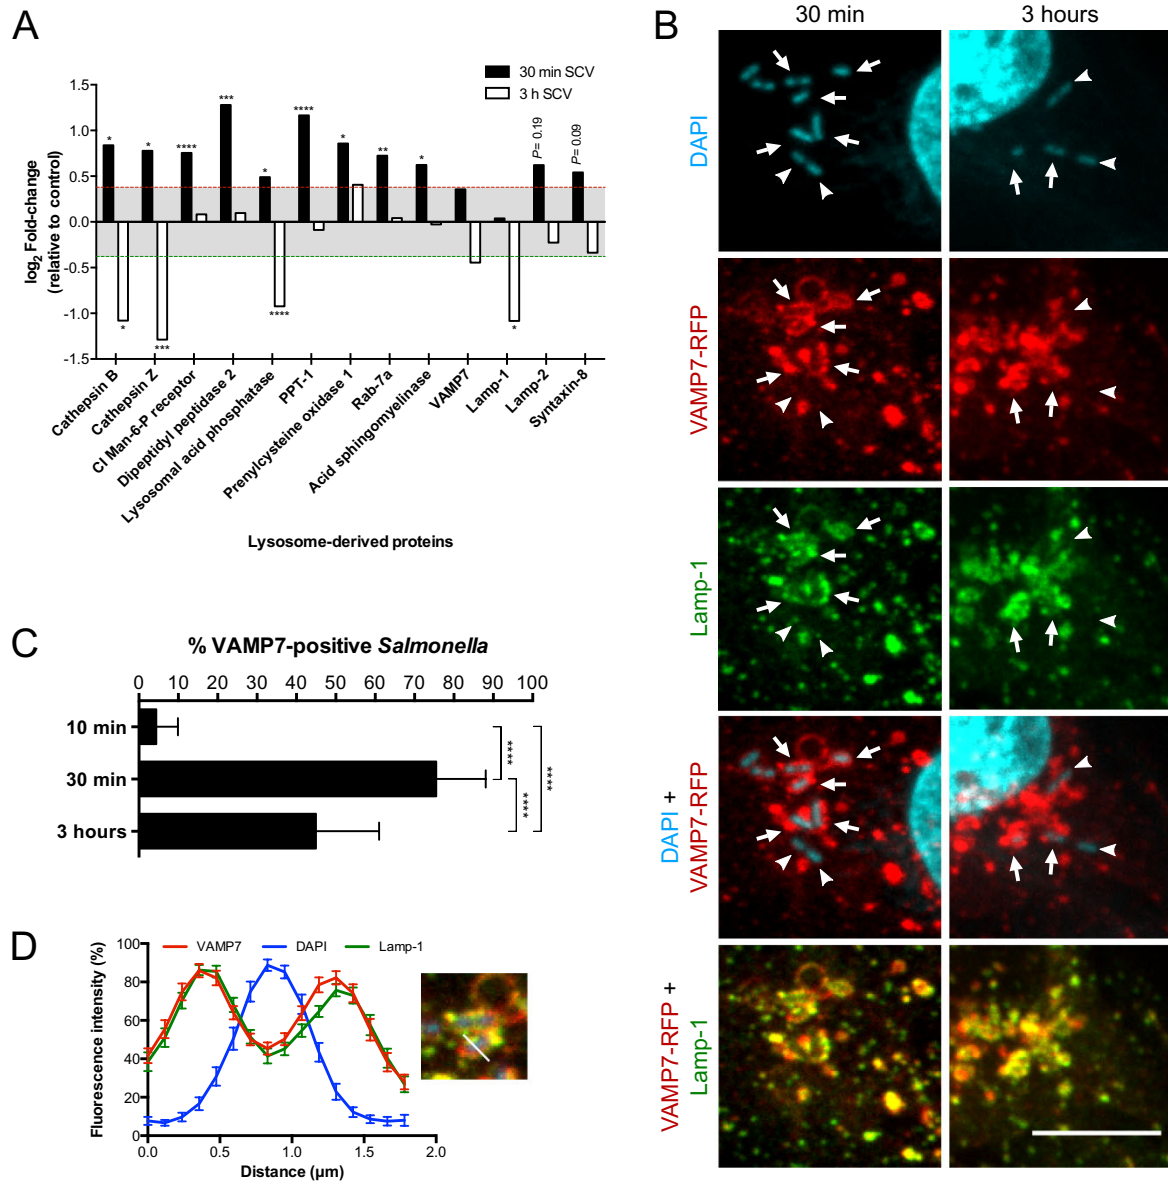 A
30 min SCV
3 h SCV
log2 Fold-change
(relative to control)
1.5
1.0
0.5
0.0
-0.5
-1.0
-1.5
*
*
****
***
*
****
*
**
*
P= 0.19
P= 0.09
*
***
****
*
Cathepsin B
Cathepsin Z
CI Man-6-P receptor
Dipeptidyl peptidase 2
Lysosomal acid phosphatase
PPT-1
Prenylcysteine oxidase 1
Rab-7a
Acid sphingomyelinase
VAMP7
Lamp-1
Lamp-2
Syntaxin-8
Lysosome-derived proteins
B
30 min
3 hours
DAPI
VAMP7-RFP
Lamp-1
DAPI +
VAMP7-RFP
VAMP7-RFP +
Lamp-1
C
% VAMP7-positive Salmonella
0 10 20 30 40 50 60 70 80 90 100
10 min
30 min
3 hours
****
****
****
D
VAMP7
DAPI
Lamp-1
Fluorescence intensity (%)
100
80
60
40
20
0
0.0 0.5 1.0 1.5 2.0
Distance (µm)